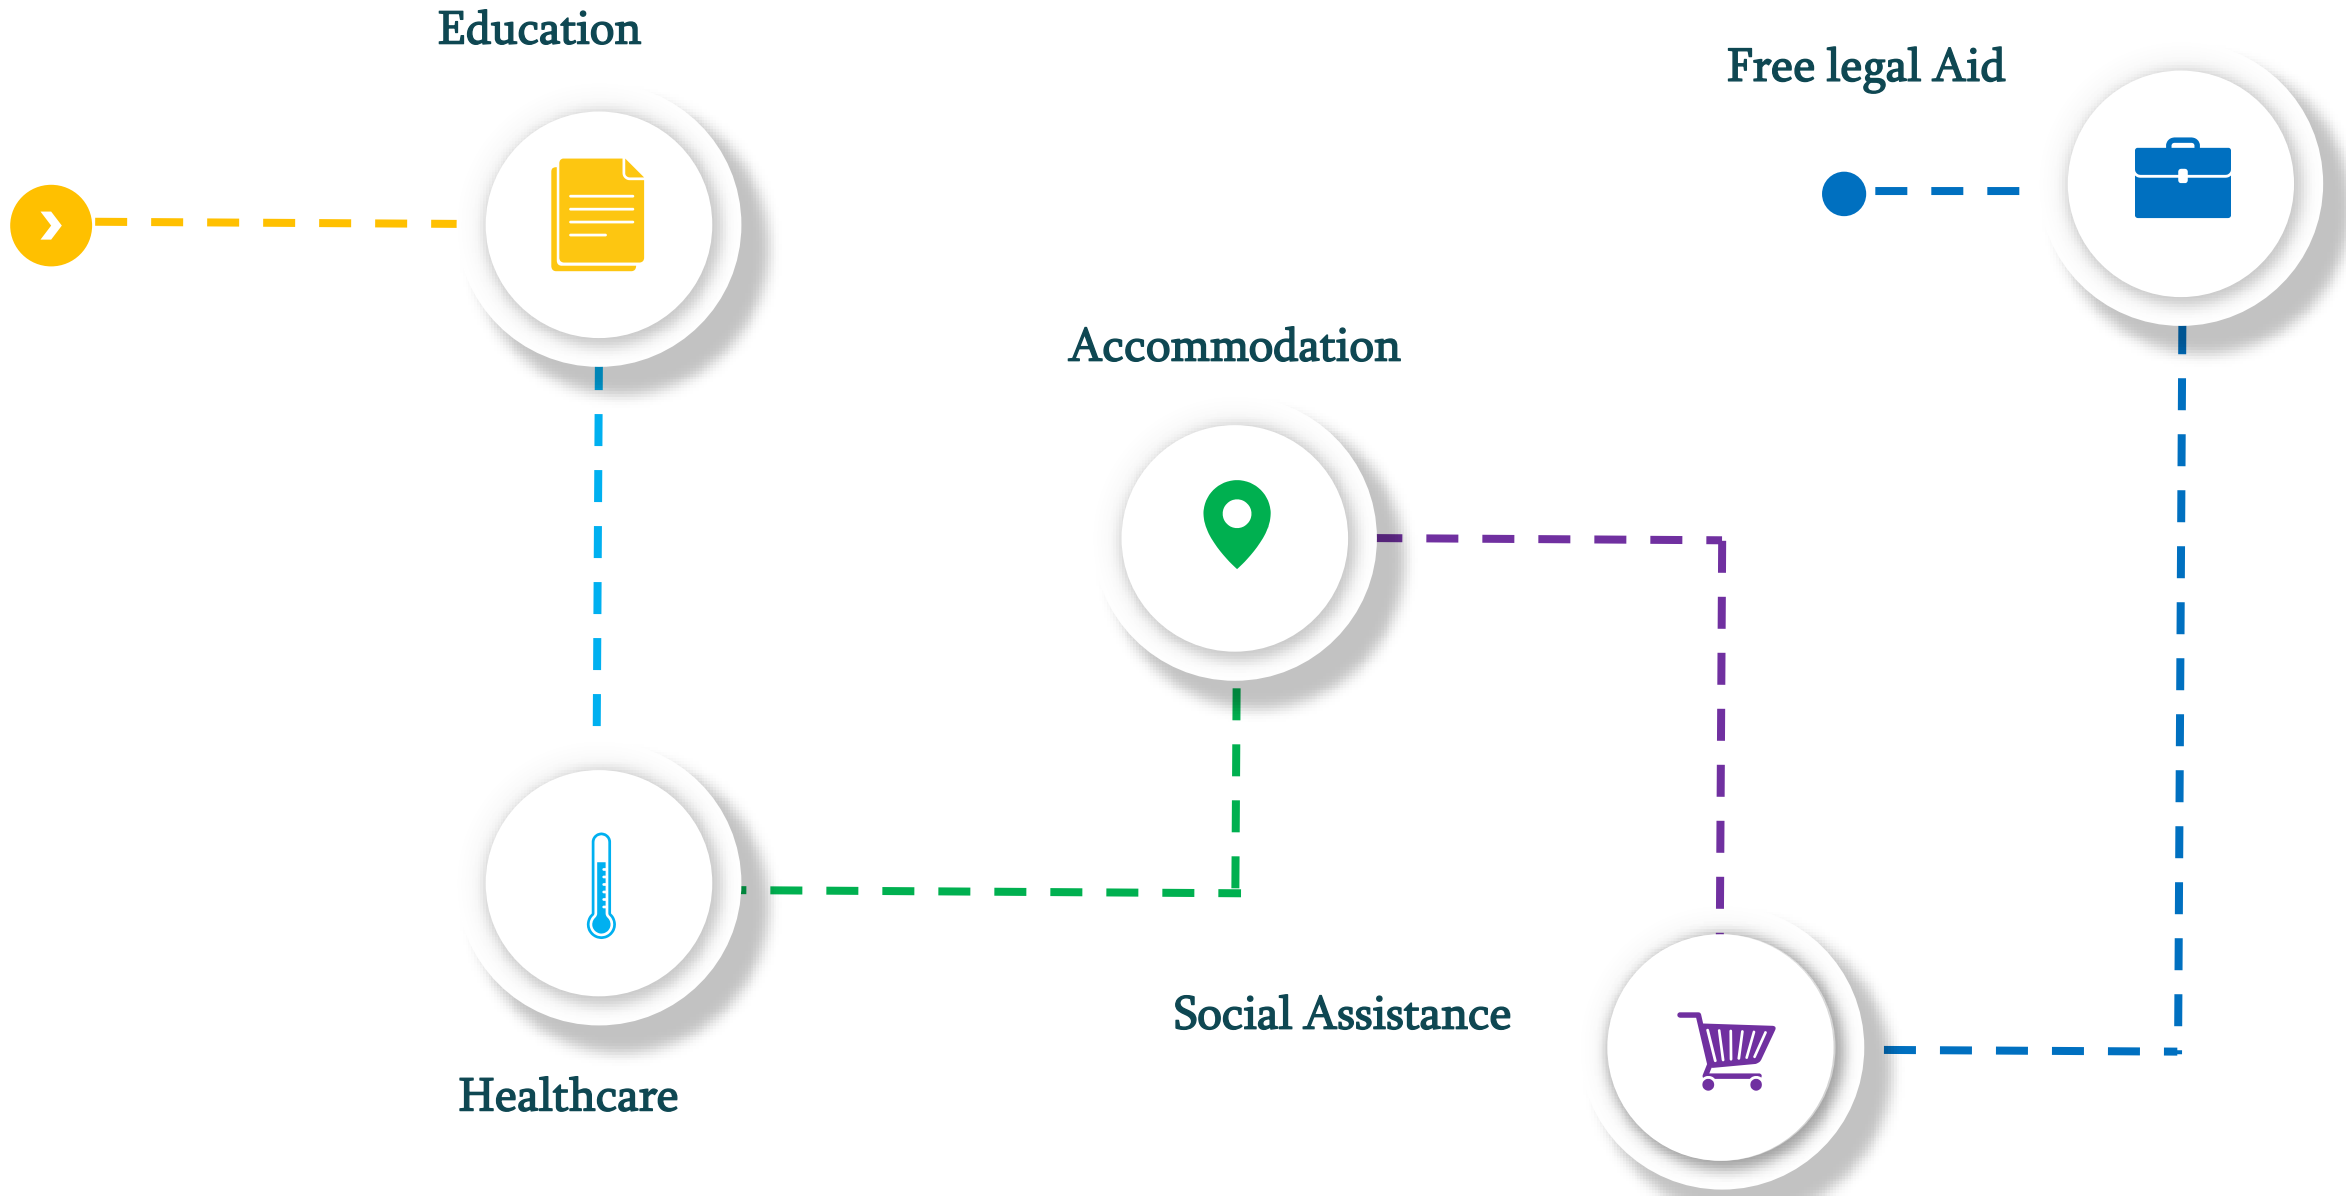 Education
Free legal Aid
Accommodation
Social Assistance
Healthcare